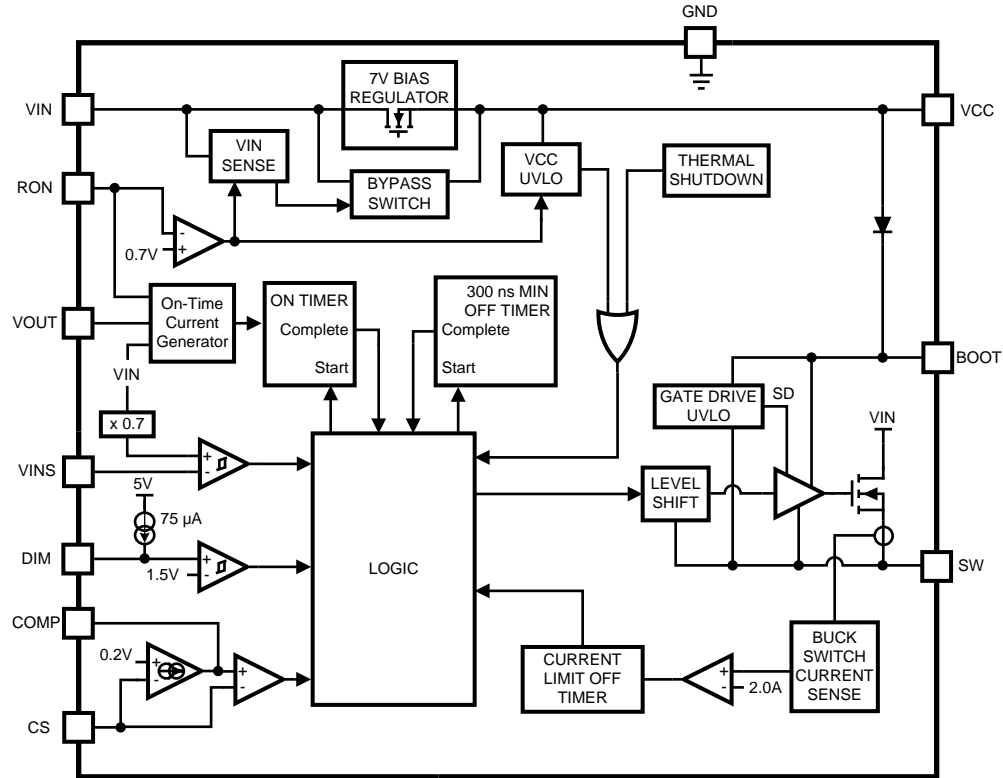 GND
VIN
7V BIAS
REGULATOR
VCC
VIN
SENSE
BYPASS
SWITCH
VCC
UVLO
THERMAL
SHUTDOWN
RON
-
+
0.7V
VOUT
On-Time
Current
Generator
ON TIMER
Complete
Start
300 ns MIN
OFF TIMER
Complete
Start
BOOT
VIN
x 0.7
GATE DRIVE
UVLO
SD
VIN
VINS
+
-
5V
75 µA
LEVEL
SHIFT
DIM
+
-
1.5V
LOGIC
SW
COMP
0.2V
+
-
+
-
CS
CURRENT
LIMIT OFF
TIMER
+
-
2.0A
BUCK
SWITCH
CURRENT
SENSE